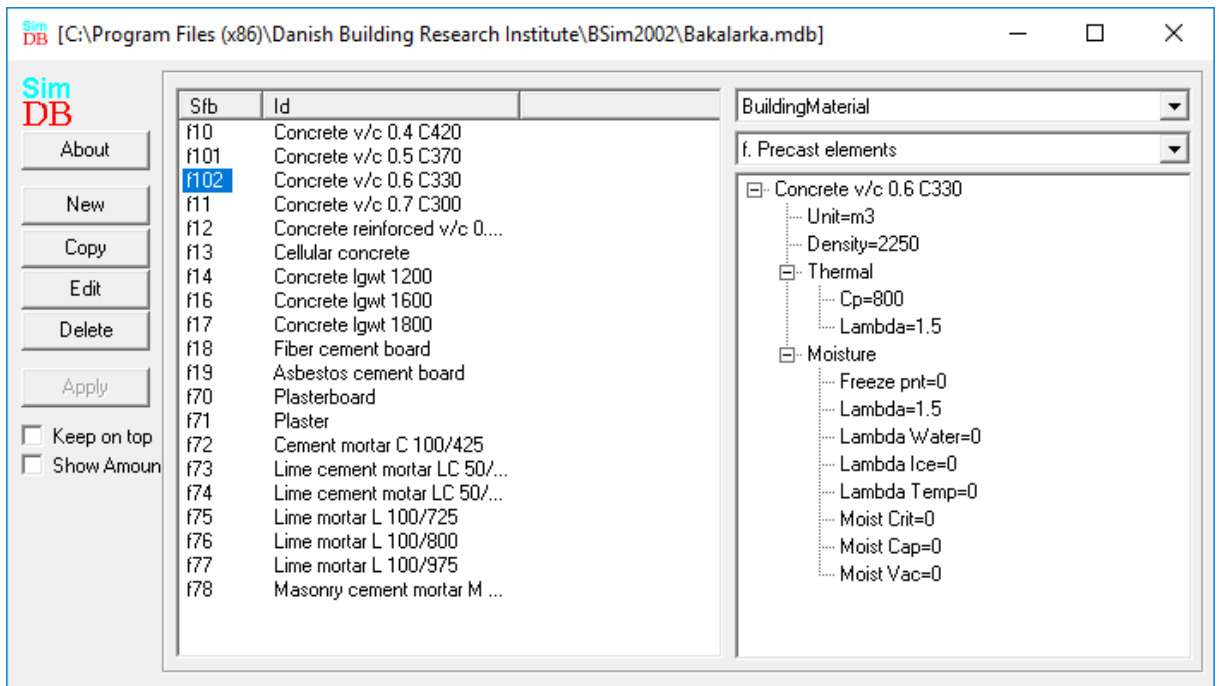 Sim
DB [C:\Program Files (x86)\Danish Building Research Institute\BSim2002\Bakalarka.mdb]
Sim
DB
About
New
Copy
Edit
Delete
Apply
Keep on top
Show Amoun
Sfb Id
f10 Concrete v/c 0.4 C420
f101 Concrete v/c 0.5 C370
f102 Concrete v/c 0.6 C330
f11 Concrete v/c 0.7 C300
f12 Concrete reinforced v/c 0....
f13 Cellular concrete
f14 Concrete lgwt 1200
f16 Concrete lgwt 1600
f17 Concrete lgwt 1800
f18 Fiber cement board
f19 Asbestos cement board
f70 Plasterboard
f71 Plaster
f72 Cement mortar C 100/425
f73 Lime cement mortar LC 50/...
f74 Lime cement motar LC 50/...
f75 Lime mortar L 100/725
f76 Lime mortar L 100/800
f77 Lime mortar L 100/975
f78 Masonry cement mortar M ...
BuildingMaterial
f. Precast elements
Concrete v/c 0.6 C330
Unit=m3
Density=2250
Thermal
Cp=800
Lambda=1.5
Moisture
Freeze pnt=0
Lambda=1.5
Lambda Water=0
Lambda Ice=0
Lambda Temp=0
Moist Crit=0
Moist Cap=0
Moist Vac=0